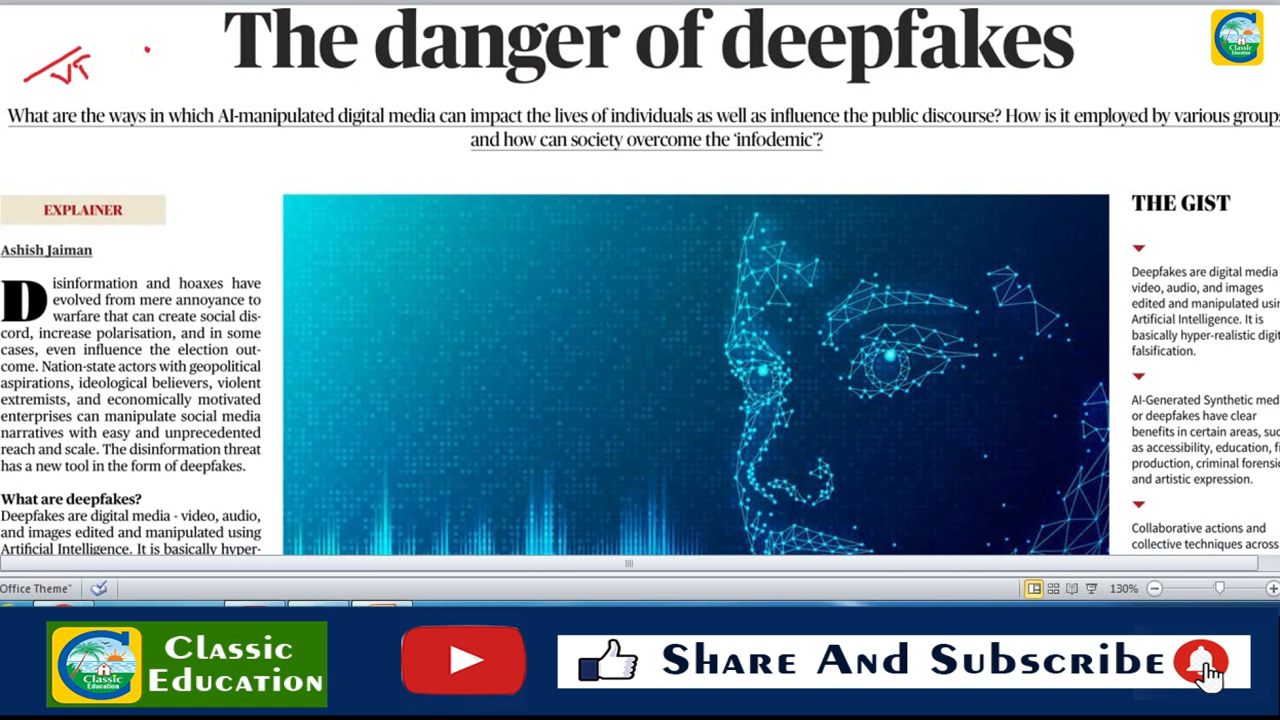 The danger of deepfakes
Classic
Education
What are the ways in which AI-manipulated digital media can impact the lives of individuals as well as influence the public discourse? How is it employed by various group
and how can society overcome the ‘infodemic’?
EXPLAINER
Ashish Jaiman
Disinformation and hoaxes have
evolved from mere annoyance to
warfare that can create social dis-
cord, increase polarisation, and in some
cases, even influence the election out-
come. Nation-state actors with geopolitical
aspirations, ideological believers, violent
extremists, and economically motivated
enterprises can manipulate social media
narratives with easy and unprecedented
reach and scale. The disinformation threat
has a new tool in the form of deepfakes.
What are deepfakes?
Deepfakes are digital media - video, audio,
and images edited and manipulated using
Artificial Intelligence. It is basically hyper-
THE GIST
Deepfakes are digital media
video, audio, and images
edited and manipulated usin
Artificial Intelligence. It is
basically hyper-realistic digit
falsification.
AI-Generated Synthetic med
or deepfakes have clear
benefits in certain areas, suc
as accessibility, education, fi
production, criminal forensi
and artistic expression.
Collaborative actions and
collective techniques across
Office Theme"
130%
Classic
Education
Classic
Education
Share And Subscribe